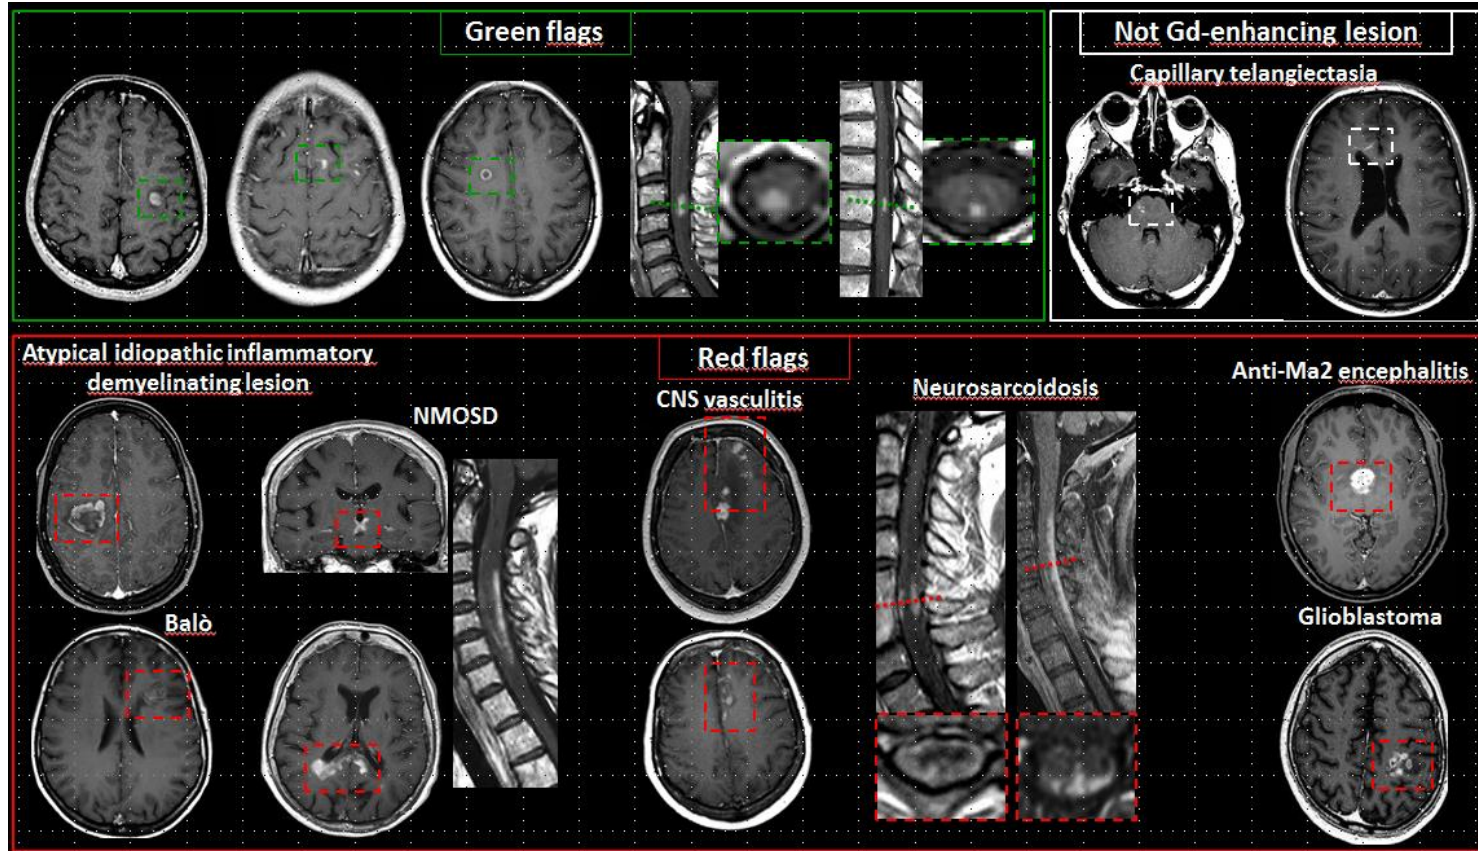 Green flags
Not Gd-enhancing lesion
Capillary telangiectasia
Red flags
Atypical idiopathic inflammatory
demyelinating lesion
NMOSD
CNS vasculitis
Neurosarcoidosis
Anti-Ma2 encephalitis
Balò
Glioblastoma